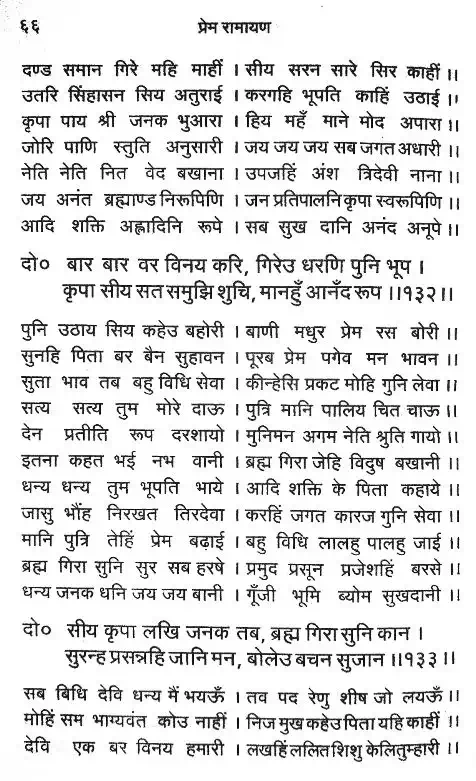 ६६ प्रेम रामायण
दण्ड समान गिरे महि माहीं । सीय सरन सारे सिर काहीं ।।
उतरि सिंहासन सिय अतुराई । करगहि भूपति काहिं उठाई ।।
कृपा पाय श्री जनक भुआरा । हिय महँ माने मोद अपारा ।।
जोरि पाणि स्तुति अनुसारी । जय जय जय सब जगत अधारी ।।
नेति नेति नित वेद बखाना । उपजहिं अंश त्रिदेवी नाना ।।
जय अनंत ब्रह्माण्ड निरूपिणि । जन प्रतिपालनि कृपा स्वरूपिणि ।।
आदि शक्ति अह्लादिनि रूपे । सब सुख दानि अनंद अनूपे ।।
दो० बार बार वर विनय करि, गिरेउ धरणि पुनि भूप ।
कृपा सीय सत समुझि शुचि, मानहुँ आनँद रूप ।।१३२।।
पुनि उठाय सिय कहेउ बहोरी । बाणी मधुर प्रेम रस बोरी ।।
सुनहि पिता बर बैन सुहावन । पूरब प्रेम पगेव मन भावन ।।
सुता भाव तब बहु विधि सेवा । कीन्हेसि प्रकट मोहि गुनि लेवा ।।
सत्य सत्य तुम मोरे दाऊ । पुत्रि मानि पालिय चित चाऊ ।।
देन प्रतीति रूप दरशायो । मुनिमन अगम नेति श्रुति गायो ।।
इतना कहत भई नभ वानी । ब्रह्म गिरा जेहि विदुष बखानी ।।
धन्य धन्य तुम भूपति भाये । आदि शक्ति के पिता कहाये ।।
जासु भौंह निरखत तिरदेवा । करहिं जगत कारज गुनि सेवा ।।
मानि पुत्रि तेहिं प्रेम बढ़ाई । बहु विधि लालहु पालहु जाई ।।
ब्रह्म गिरा सुनि सुर सब हरषे । प्रमुद प्रसून प्रजेशहिं बरसे ।।
धन्य जनक धनि जय जय बानी । गूँजी भूमि ब्योम सुखदानी ।।
दो० सीय कृपा लखि जनक तब, ब्रह्म गिरा सुनि कान ।
सुरन्ह प्रसन्नहि जानि मन, बोलेउ बचन सुजान ।।१३३।।
सब बिधि देवि धन्य मैं भयऊँ । तव पद रेणु शीष जो लयऊँ ।।
मोहिं सम भाग्यवंत कोउ नाहीं । निज मुख कहेउ पिता यहि काहीं ।।
देवि एक बर विनय हमारी । लखहिं ललित शिशु केलि तुम्हारी ।।